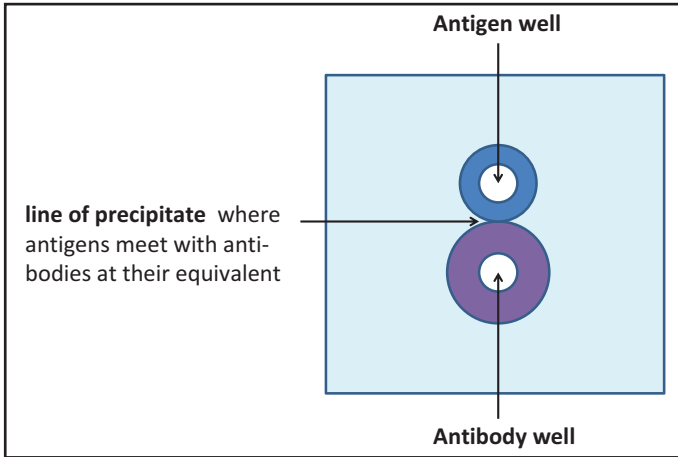 Antigen well
line of precipitate where
antigens meet with anti-
bodies at their equivalent
Antibody well